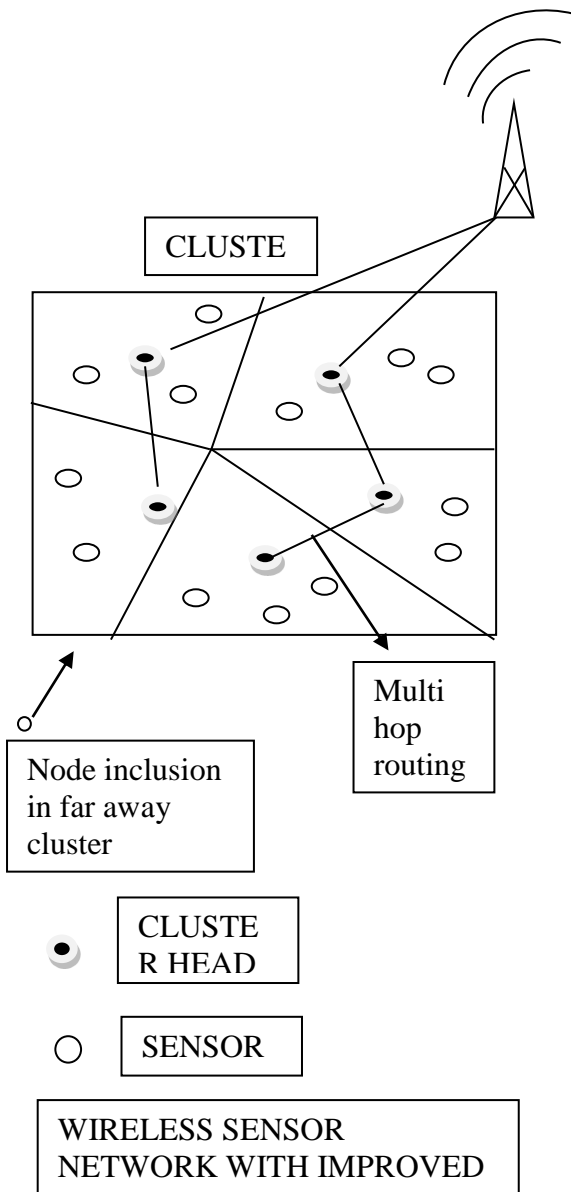 CLUSTE
Multi
hop
routing
Node inclusion
in far away
cluster
CLUSTE
R HEAD
SENSOR
WIRELESS SENSOR
NETWORK WITH IMPROVED